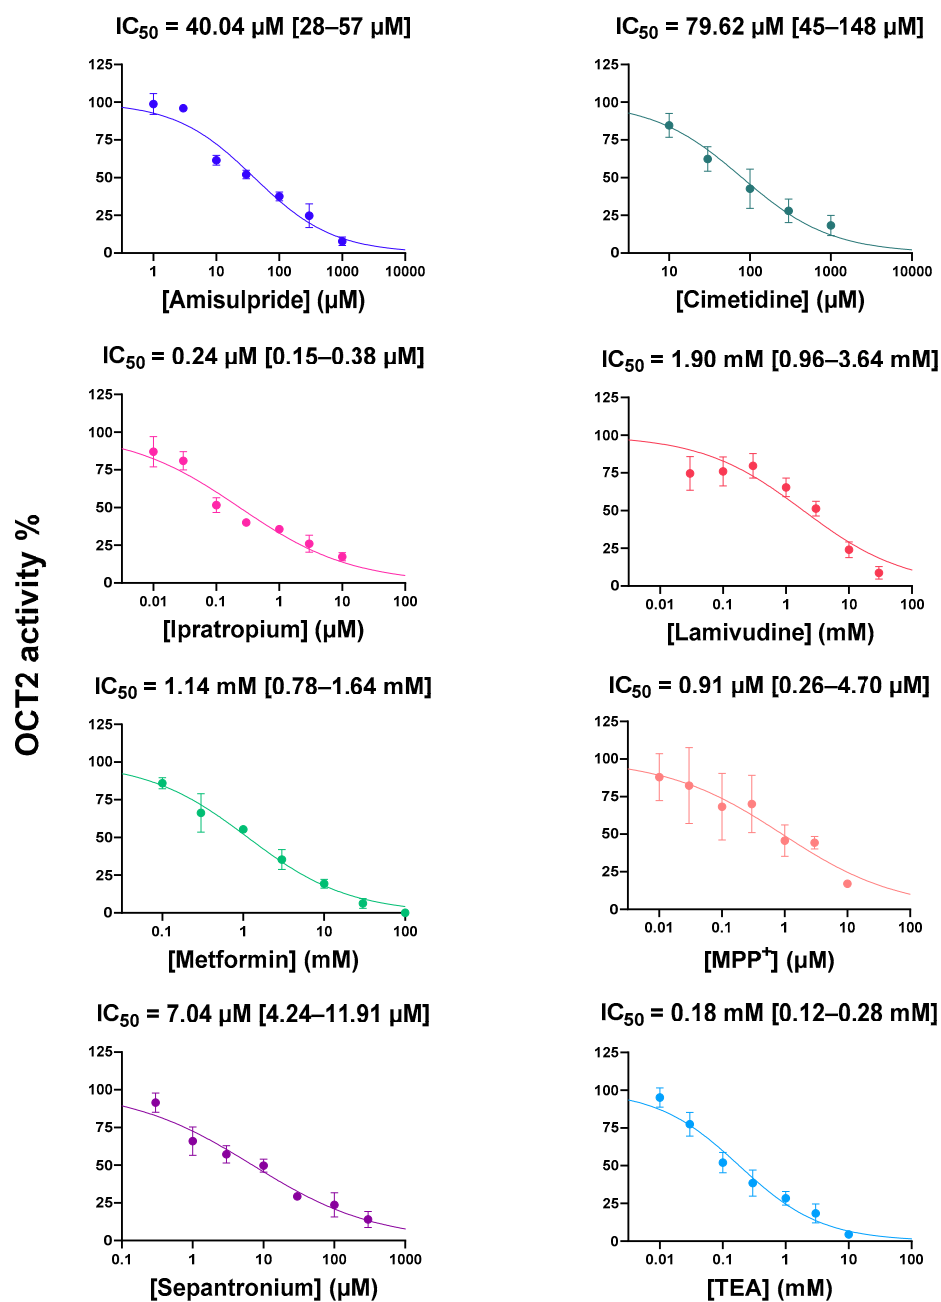 OCT2 activity %
IC50 = 40.04 µM [28–57 µM]
125
100
75
50
25
0
1 10 100 1000 10000
[Amisulpride] (µM)
IC50 = 79.62 µM [45–148 µM]
125
100
75
50
25
0
10 100 1000 10000
[Cimetidine] (µM)
IC50 = 0.24 µM [0.15–0.38 µM]
125
100
75
50
25
0
0.01 0.1 1 10 100
[Ipratropium] (µM)
IC50 = 1.90 mM [0.96–3.64 mM]
125
100
75
50
25
0
0.01 0.1 1 10 100
[Lamivudine] (mM)
IC50 = 1.14 mM [0.78–1.64 mM]
125
100
75
50
25
0
0.1 1 10 100
[Metformin] (mM)
IC50 = 0.91 µM [0.26–4.70 µM]
125
100
75
50
25
0
0.01 0.1 1 10 100
[MPP+] (µM)
IC50 = 7.04 µM [4.24–11.91 µM]
125
100
75
50
25
0
0.1 1 10 100 1000
[Sepantronium] (µM)
IC50 = 0.18 mM [0.12–0.28 mM]
125
100
75
50
25
0
0.01 0.1 1 10 100
[TEA] (mM)